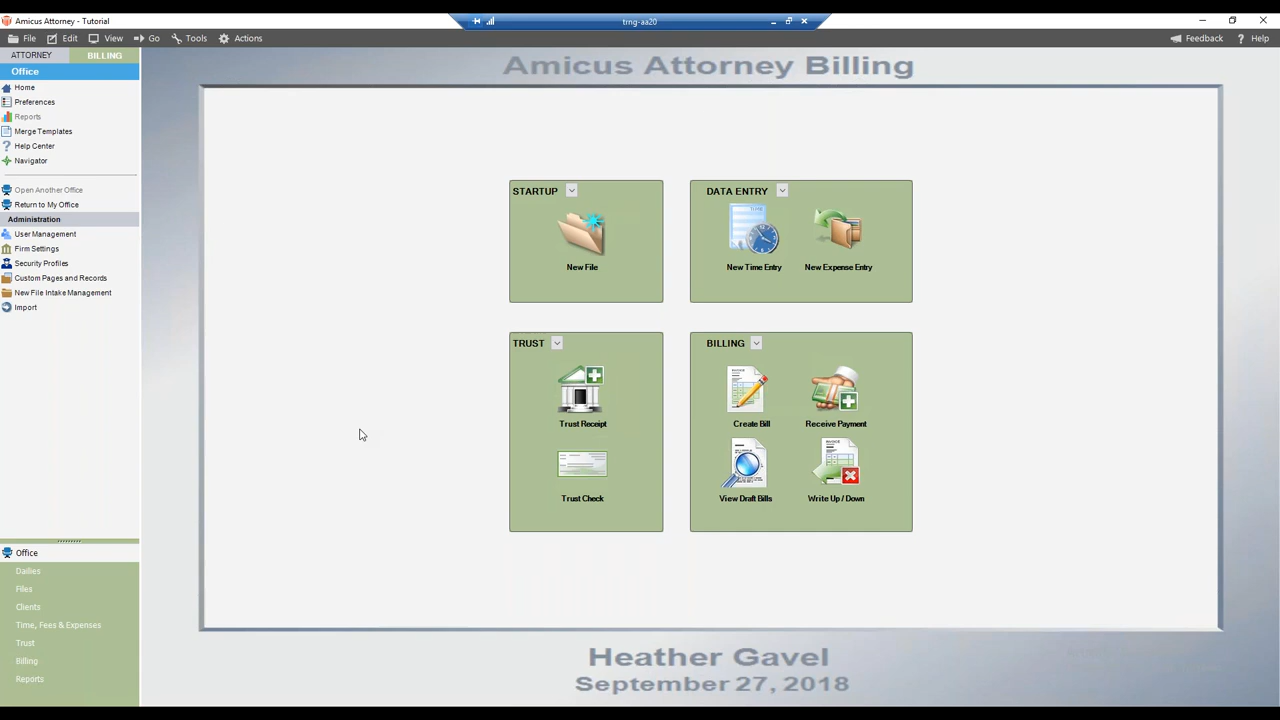 trng-aa20
Amicus Attorney - Tutorial
File Edit View Go Tools Actions Feedback Help
ATTORNEY BILLING
Office
Home
Preferences
Reports
Merge Templates
Help Center
Navigator
Open Another Office
Return to My Office
Administration
User Management
Firm Settings
Security Profiles
Custom Pages and Records
New File Intake Management
Import
Office
Dailies
Files
Clients
Time, Fees & Expenses
Trust
Billing
Reports
Amicus Attorney Billing
STARTUP
New File
DATA ENTRY
New Time Entry New Expense Entry
TRUST
Trust Receipt
Trust Check
BILLING
Create Bill Receive Payment
View Draft Bills Write Up / Down
Heather Gavel
September 27, 2018